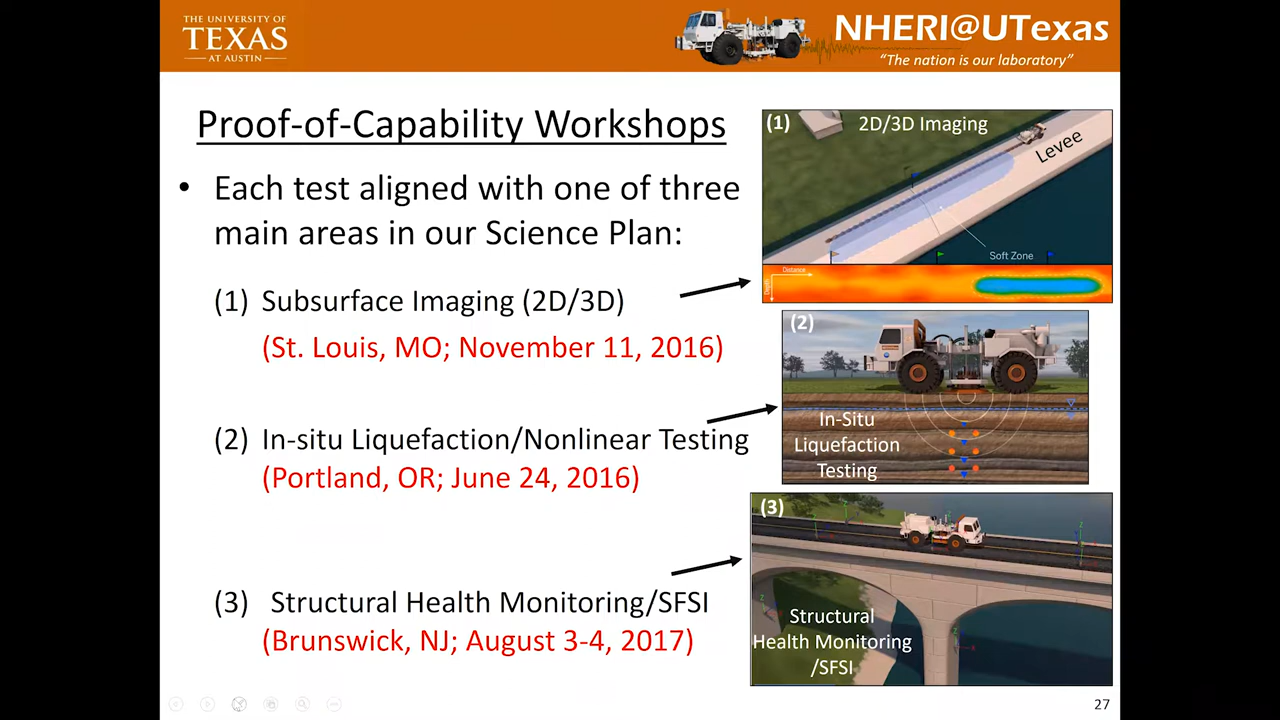 THE UNIVERSITY OF
TEXAS
AT AUSTIN
NHERI@UTexas
“The nation is our laboratory”
Proof-of-Capability Workshops
• Each test aligned with one of three
main areas in our Science Plan:
(1) Subsurface Imaging (2D/3D)
(St. Louis, MO; November 11, 2016)
(2) In-situ Liquefaction/Nonlinear Testing
(Portland, OR; June 24, 2016)
(3) Structural Health Monitoring/SFSI
(Brunswick, NJ; August 3-4, 2017)
(1)
2D/3D Imaging
Levee
Soft Zone
Distance
Depth
(2)
In-Situ
Liquefaction
Testing
(3)
Structural
Health Monitoring
/SFSI
27